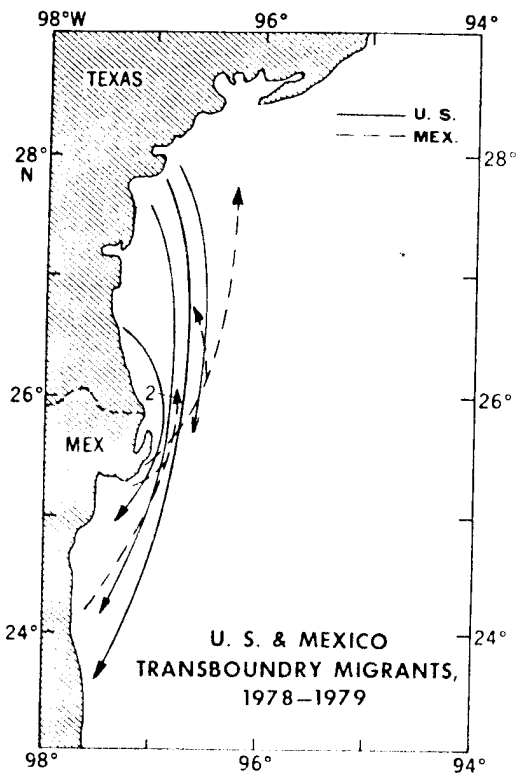 98°W 96° 94°
TEXAS
U. S.
MEX.
28°
N
28°
26°
2
26°
MEX
24°
24°
U. S. & MEXICO
TRANSBOUNDRY MIGRANTS,
1978–1979
98° 96° 94°